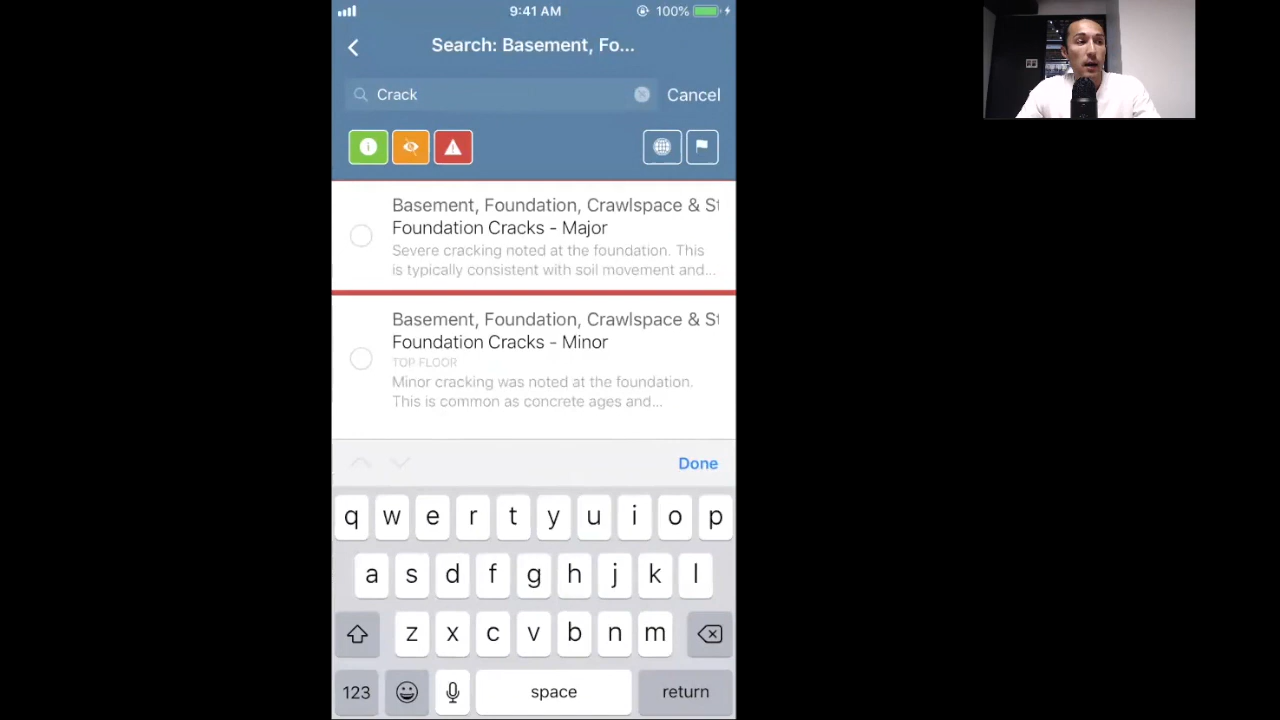 9:41 AM
100%
Search: Basement, Fo...
Crack
Cancel
Basement, Foundation, Crawlspace & St
Foundation Cracks - Major
Severe cracking noted at the foundation. This
is typically consistent with soil movement and...
Basement, Foundation, Crawlspace & St
Foundation Cracks - Minor
TOP FLOOR
Minor cracking was noted at the foundation.
This is common as concrete ages and...
Done
q w e r t y u i o p
a s d f g h j k l
z x c v b n m
123 space return